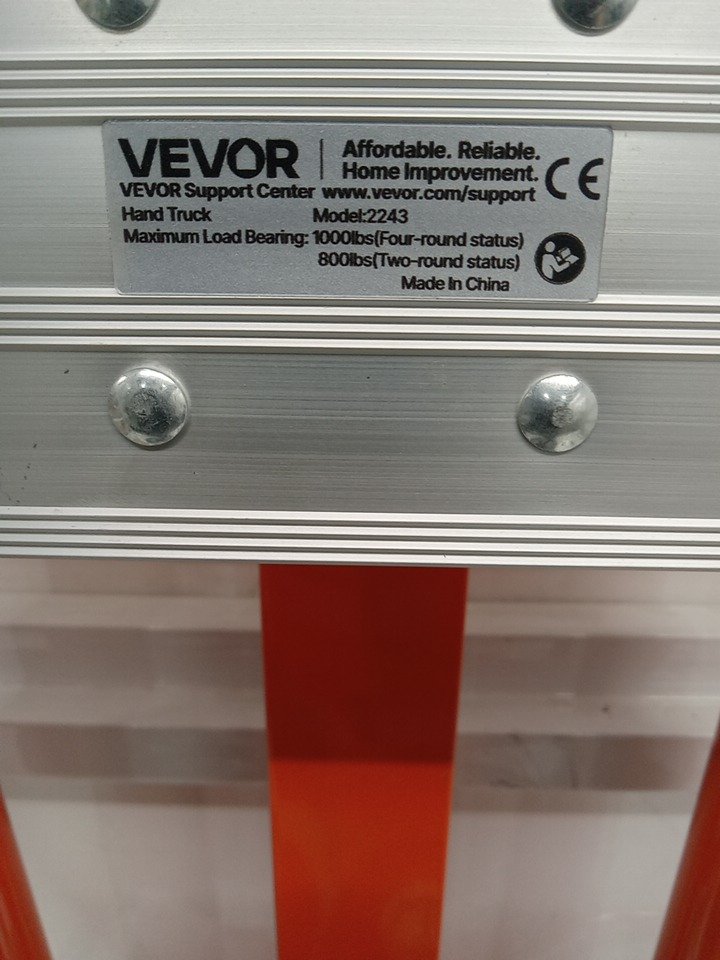 VEVOR
Affordable. Reliable.
Home Improvement.
CE
VEVOR Support Center www.vevor.com/support
Hand Truck Model:2243
Maximum Load Bearing: 1000lbs(Four-round status)
800lbs(Two-round status)
Made In China